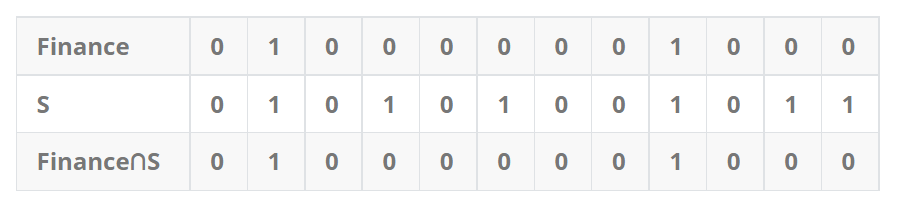 Finance 0 1 0 0 0 0 0 0 1 0 0 0
S 0 1 0 1 0 1 0 0 1 0 1 1
Finance∩S 0 1 0 0 0 0 0 0 1 0 0 0